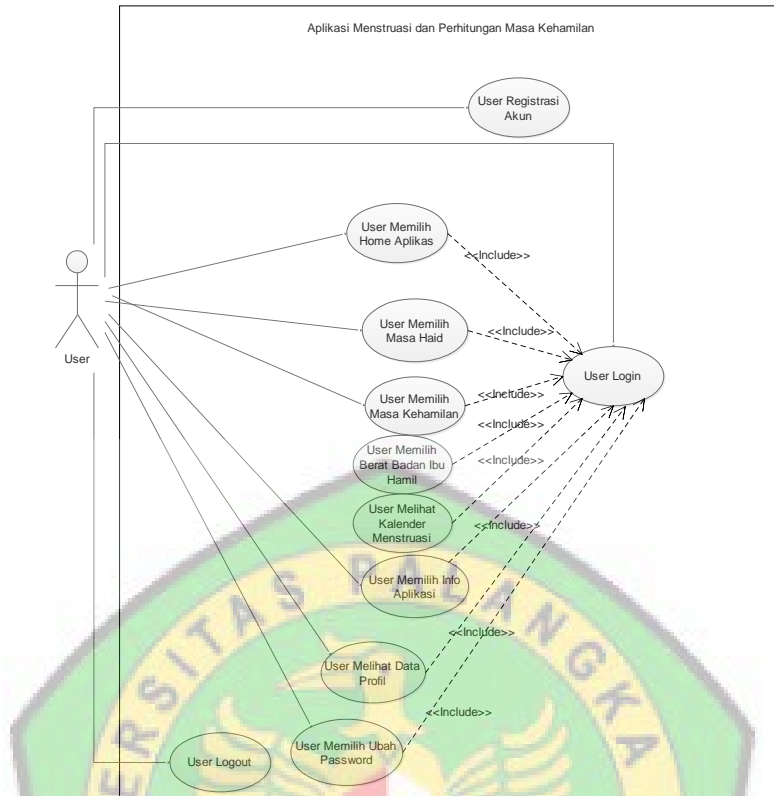 Aplikasi Menstruasi dan Perhitungan Masa Kehamilan
User Registrasi
Akun
User Memilih
Home Aplikas
<<Include>>
User Memilih
Masa Haid
<<Include>>
User
User Login
User Memilih
Masa Kehamilan
<<Include>>
User Memilih
Berat Badan Ibu
Hamil
<<Include>>
User Melihat
Kalender
Menstruasi
<<Include>>
User Memilih Info
Aplikasi
<<Include>>
User Melihat Data
Profil
<<Include>>
User Memilih Ubah
Password
<<Include>>
User Logout
ERSITAS PALANGKA